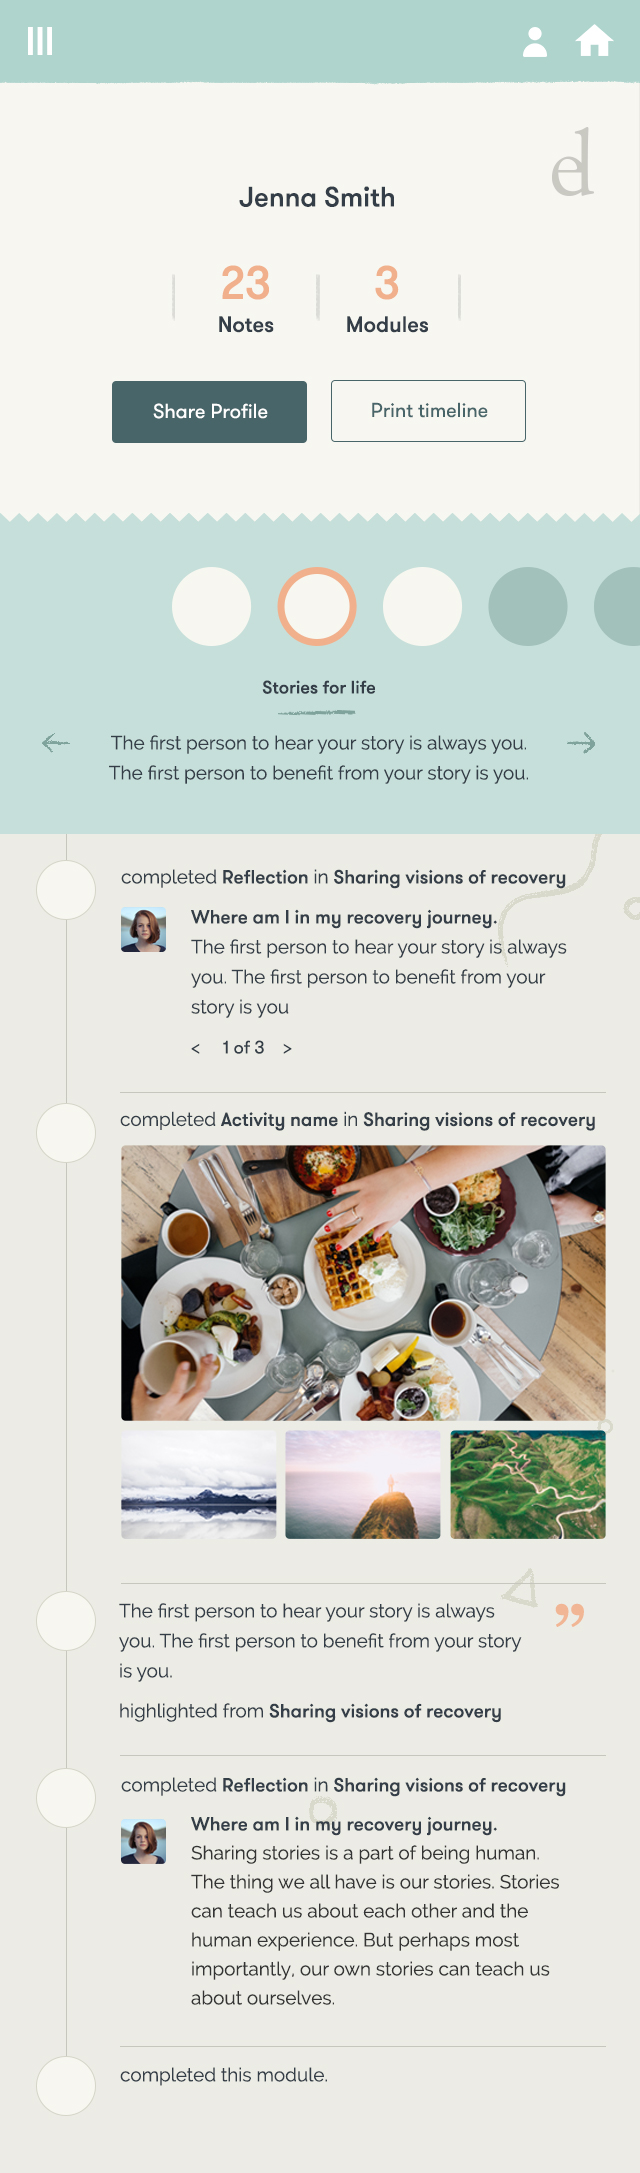 ed
Jenna Smith
23
Notes
3
Modules
Share Profile
Print timeline
Stories for life
The first person to hear your story is always you.
The first person to benefit from your story is you.
completed Reflection in Sharing visions of recovery
Where am I in my recovery journey.
The first person to hear your story is always
you. The first person to benefit from your
story is you
< 1 of 3 >
completed Activity name in Sharing visions of recovery
The first person to hear your story is always
you. The first person to benefit from your story
is you.
”
highlighted from Sharing visions of recovery
completed Reflection in Sharing visions of recovery
Where am I in my recovery journey.
Sharing stories is a part of being human.
The thing we all have is our stories. Stories
can teach us about each other and the
human experience. But perhaps most
importantly, our own stories can teach us
about ourselves.
completed this module.